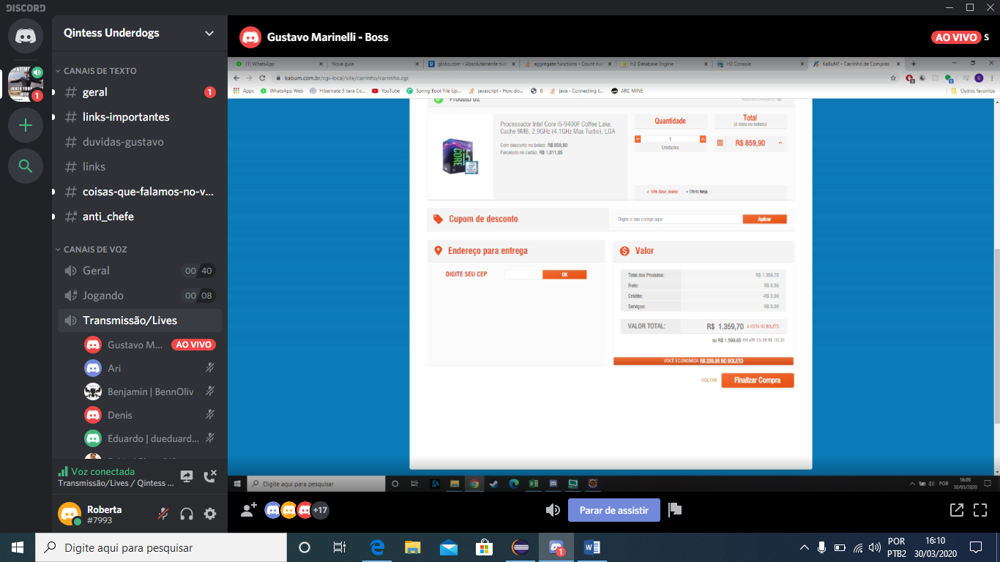 DISCORD
Qintess Underdogs
CANAIS DE TEXTO
# geral 1
# links-importantes
# duvidas-gustavo
# links
# coisas-que-falamos-no-v...
# anti_chefe
CANAIS DE VOZ
Geral 00 40
Jogando 00 08
Transmissão/Lives
Gustavo M... AO VIVO
Ari
Benjamin | BennOliv
Denis
Eduardo | dueduard...
Voz conectada
Transmissão/Lives / Qintess ...
Roberta
#7993
Gustavo Marinelli - Boss
AO VIVO S
(1) WhatsApp
Nova guia
globo.com - Absolutamente tud
aggregate functions - Count nun
H2 Database Engine
H2 Console
KaBuM! - Carrinho de Compras
kabum.com.br/cgi-local/site/carrinho/carrinho.cgi
Apps
WhatsApp Web
Hibernate 5 Java Co...
YouTube
Spring Boot File Up...
javascript - How do...
8
java - Connecting t...
ARC MINE
Outros favoritos
Produto 02
Processador Intel Core i5-9400F Coffee Lake,
Cache 9MB, 2.9GHz (4.1GHz Max Turbo), LGA
Com desconto no boleto: R$ 859,90
Parcelado no cartão: R$ 1.011,65
Quantidade
1
Unidades
Total
(à vista no boleto)
R$ 859,90
+ 15% Desc. boleto
+ Oferta Ninja
Cupom de desconto
Digite o seu código aqui
Aplicar
Endereço para entrega
DIGITE SEU CEP
OK
Valor
Total dos Produtos: R$ 1.359,70
Frete: R$ 0,00
Crédito: -R$ 0,00
Serviços: R$ 0,00
VALOR TOTAL: R$ 1.359,70 À VISTA NO BOLETO
ou R$ 1.599,65 EM ATÉ 12x DE R$ 133,30
VOCÊ ECONOMIZA R$ 239,95 NO BOLETO
VOLTAR
Finalizar Compra
Digite aqui para pesquisar
POR
16:09
30/03/2020
+17
Parar de assistir
Digite aqui para pesquisar
1
POR
PTB2
16:10
30/03/2020